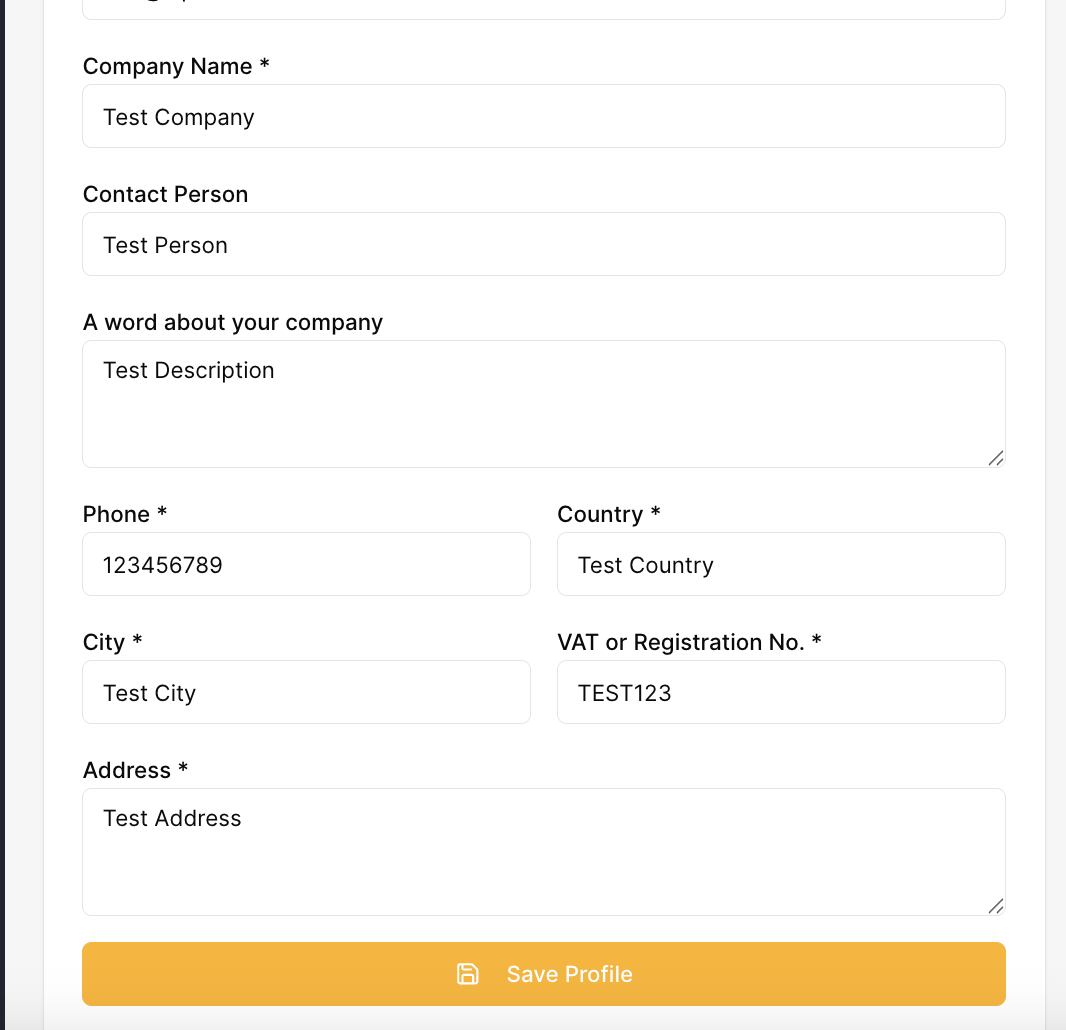 Company Name *
Test Company
Contact Person
Test Person
A word about your company
Test Description
Phone *
Country *
123456789
Test Country
City *
VAT or Registration No. *
Test City
TEST123
Address *
Test Address
Save Profile